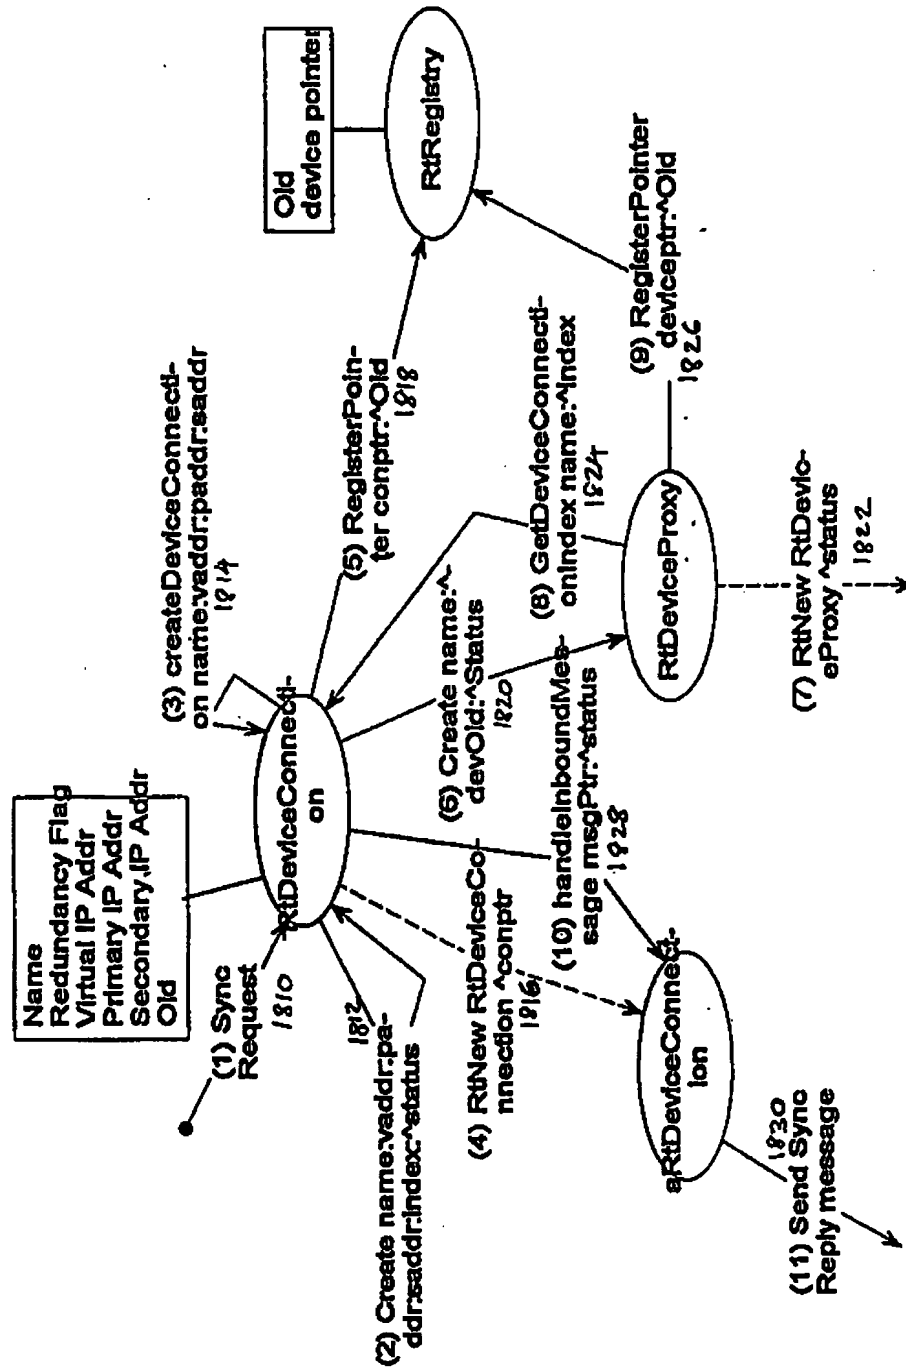 Name
Redundancy Flag
Virtual IP Addr
Primary IP Addr
Secondary IP Addr
OId
(1) Sync
Request
1810
RtDeviceConnecti-
on
(3) createDeviceConnecti-
on name:vaddr:paddr:saddr
1814
Old
device pointer
RtRegistry
(5) RegisterPoin-
ter conptr:^OId
1818
1812
(2) Create name:vaddr:pa-
ddr:saddr:index:^status
(4) RtNew RtDeviceCo-
nnection ^conptr
1816
(6) Create name:^-
devOId:^Status
1820
(8) GetDeviceConnecti-
onIndex name:^Index
1824
(9) RegisterPointer
deviceptr:^OId
1826
(10) handleInboundMes-
sage msgPtr:^status
1828
aRtDeviceConnect-
ion
RtDeviceProxy
(7) RtNew RtDevic-
eProxy ^status
1822
1830
(11) Send Sync
Reply message